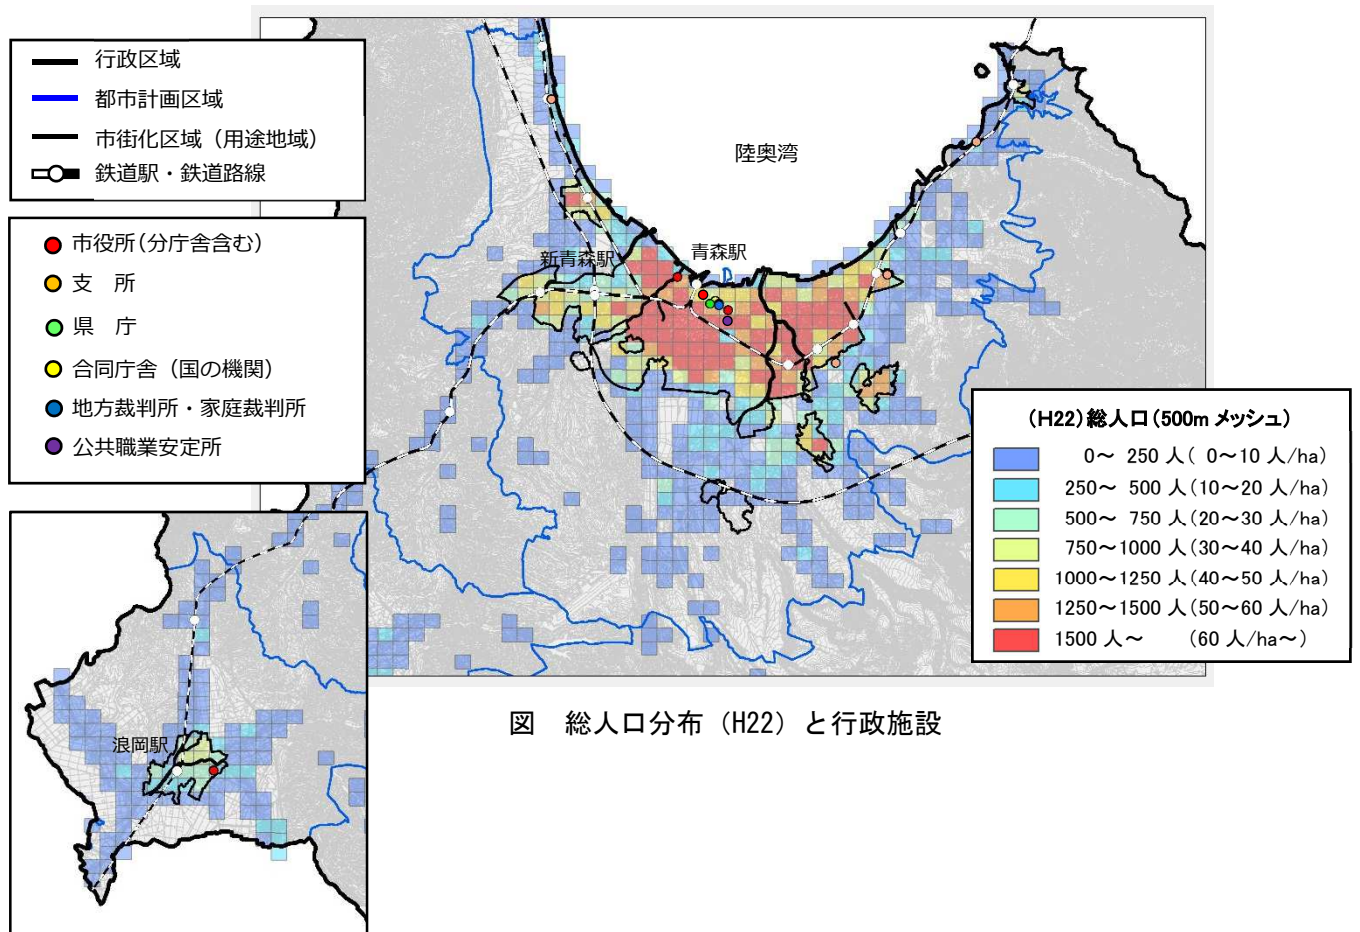 行政区域
都市計画区域
市街化区域（用途地域）
鉄道駅・鉄道路線
市役所（分庁舎含む）
支　所
県　庁
合同庁舎（国の機関）
地方裁判所・家庭裁判所
公共職業安定所
陸奥湾
新青森駅
青森駅
浪岡駅
（H22）総人口（500m メッシュ）
0～ 250 人（ 0～10 人/ha）
250～ 500 人（10～20 人/ha）
500～ 750 人（20～30 人/ha）
750～1000 人（30～40 人/ha）
1000～1250 人（40～50 人/ha）
1250～1500 人（50～60 人/ha）
1500 人～　　（60 人/ha～）
図　総人口分布（H22）と行政施設